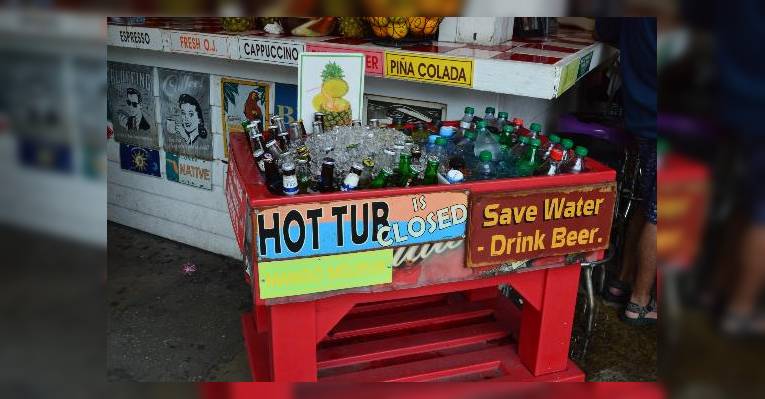 ESPRESSO
FRESH O.J.
CAPPUCCINO
PIÑA COLADA
NATIVE
HOT TUB IS CLOSED
Save Water
- Drink Beer.